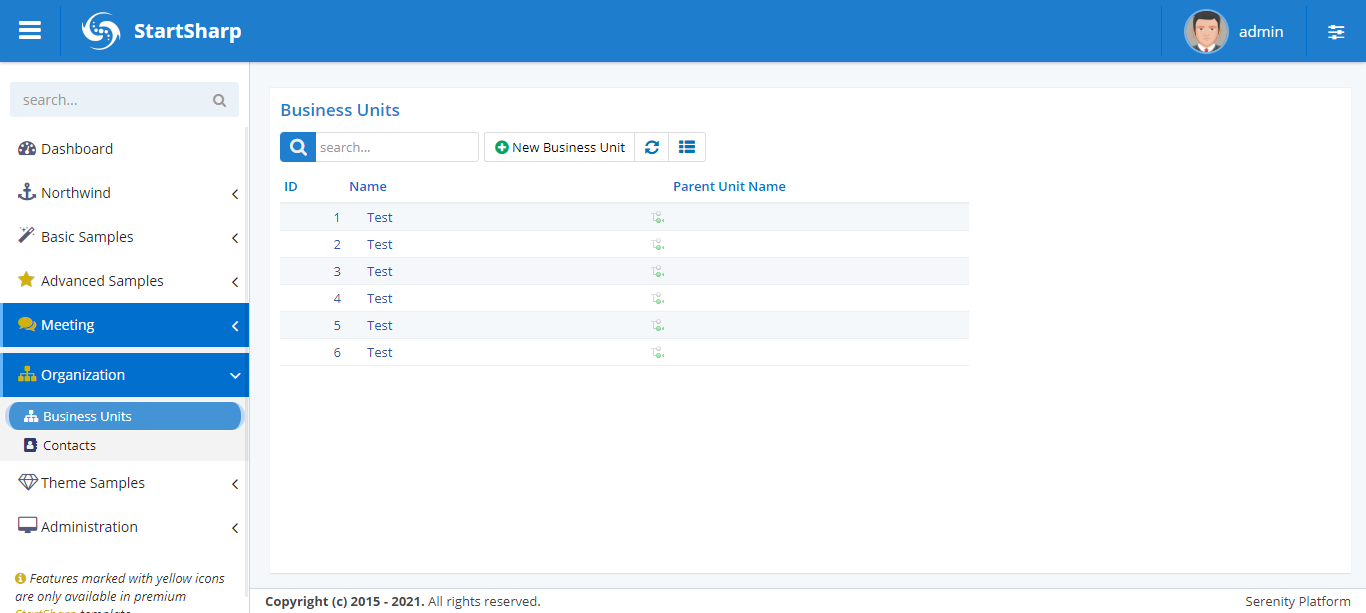 StartSharp
admin
search...
Dashboard
Northwind
Basic Samples
Advanced Samples
Meeting
Organization
Business Units
Contacts
Theme Samples
Administration
Features marked with yellow icons
are only available in premium
StartSharp template
Business Units
search...
New Business Unit
ID Name Parent Unit Name
1 Test
2 Test
3 Test
4 Test
5 Test
6 Test
Copyright (c) 2015 - 2021. All rights reserved.
Serenity Platform